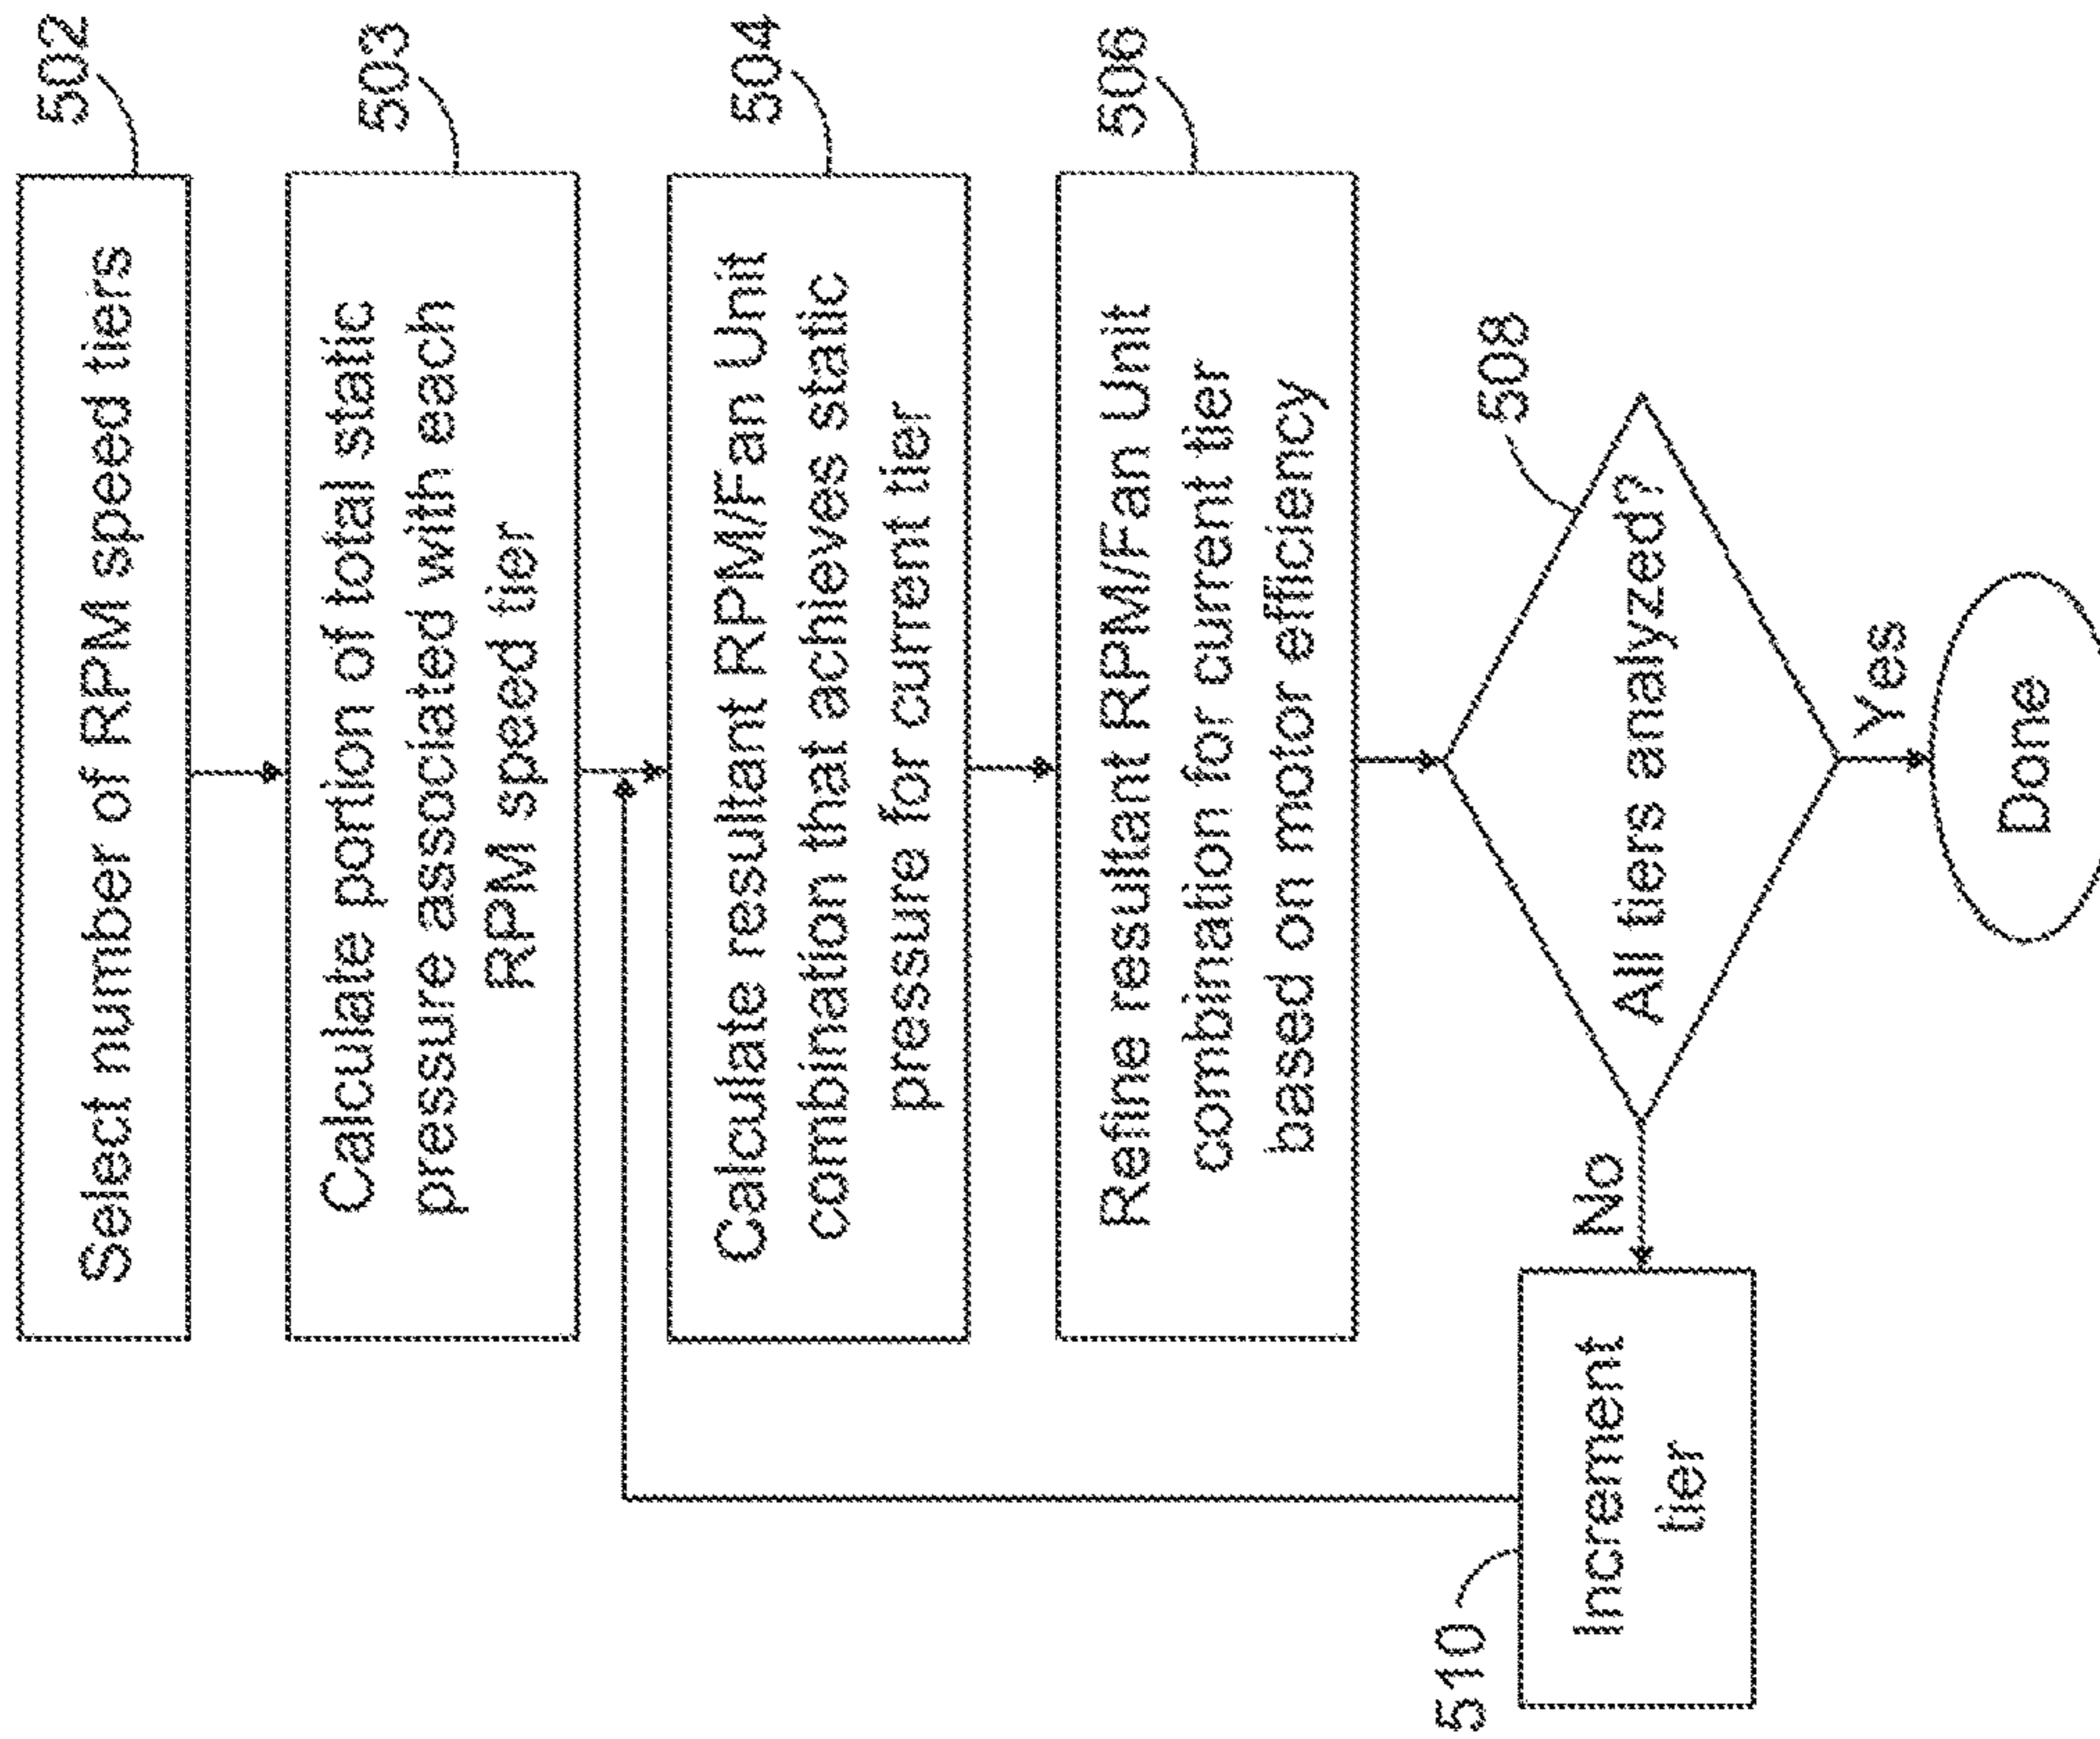 502
Select number of RPM speed tiers
503
Calculate portion of total static
pressure associated with each
RPM speed tier
504
Calculate resultant RPM/Fan Unit
combination that achieves static
pressure for current tier
506
Refine resultant RPM/Fan Unit
combination for current tier
based on motor efficiency
508
All tiers analyzed?
No
Yes
510
Increment
tier
Done